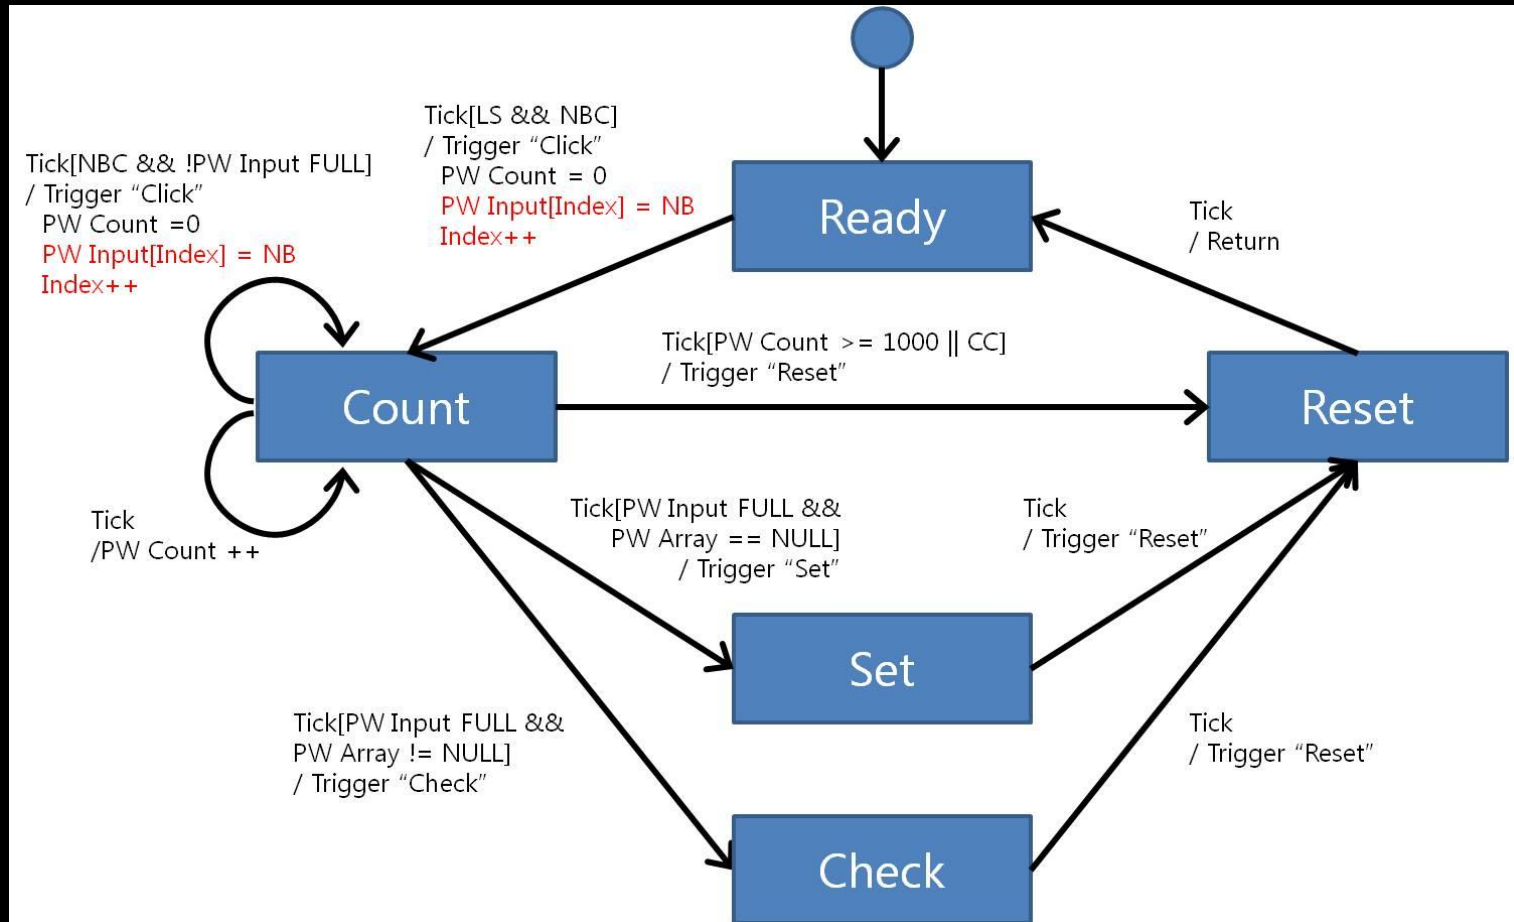 Tick[LS && NBC]
/ Trigger “Click”
PW Count = 0
PW Input[Index] = NB
Index++
Tick[NBC && !PW Input FULL]
/ Trigger “Click”
PW Count =0
PW Input[Index] = NB
Index++
Ready
Tick
/ Return
Tick[PW Count >= 1000 || CC]
/ Trigger “Reset”
Count
Reset
Tick
/PW Count ++
Tick[PW Input FULL &&
PW Array == NULL]
/ Trigger “Set”
Tick
/ Trigger “Reset”
Set
Tick[PW Input FULL &&
PW Array != NULL]
/ Trigger “Check”
Tick
/ Trigger “Reset”
Check